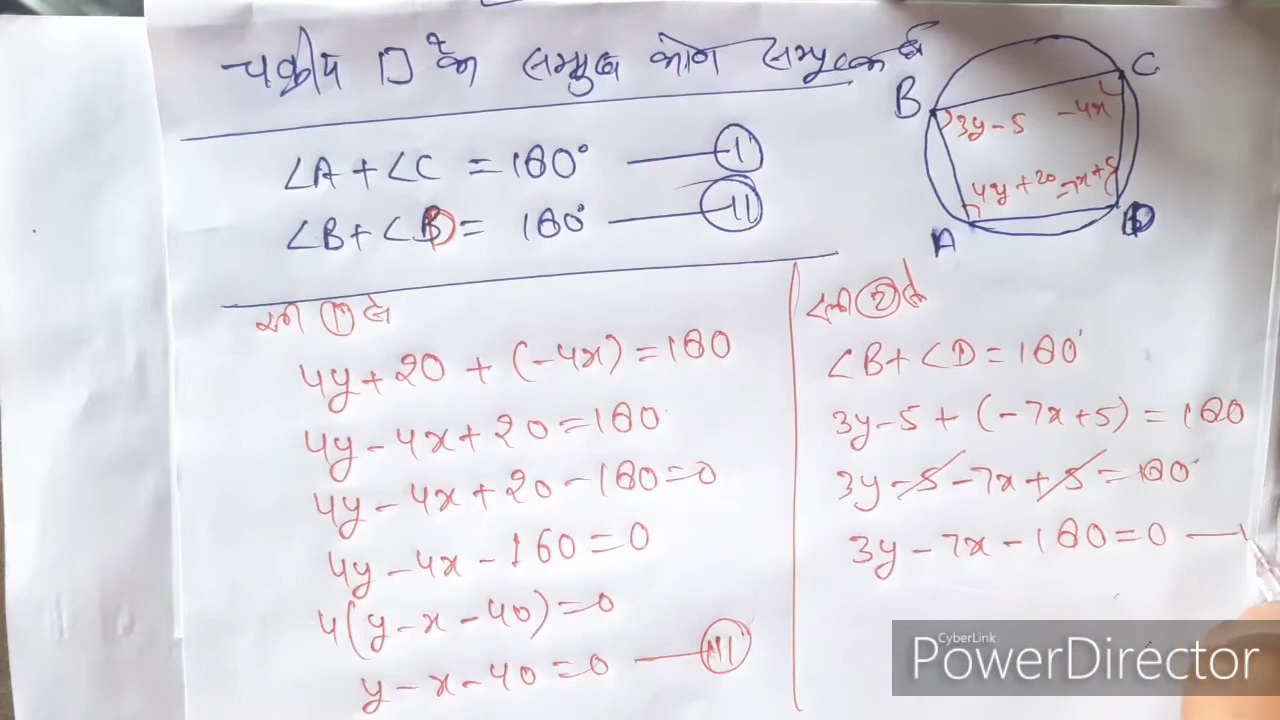 चक्रीय □ के सम्मुख कोण सम्पूरक है
∠A + ∠C = 180° — I
∠B + ∠D = 180° — II
B
C
3y-5
-4x
4y+20
-7x+5
A
D
समी ① से
4y+20 + (-4x) = 180
4y-4x+20=180
4y-4x+20-180=0
4y-4x-160=0
4(y-x-40)=0
y-x-40=0 — III
समी ② से
∠B+∠D=180°
3y-5+(-7x+5) = 180
3y-5-7x+5=180°
3y-7x-180=0 —
CyberLink
PowerDirector